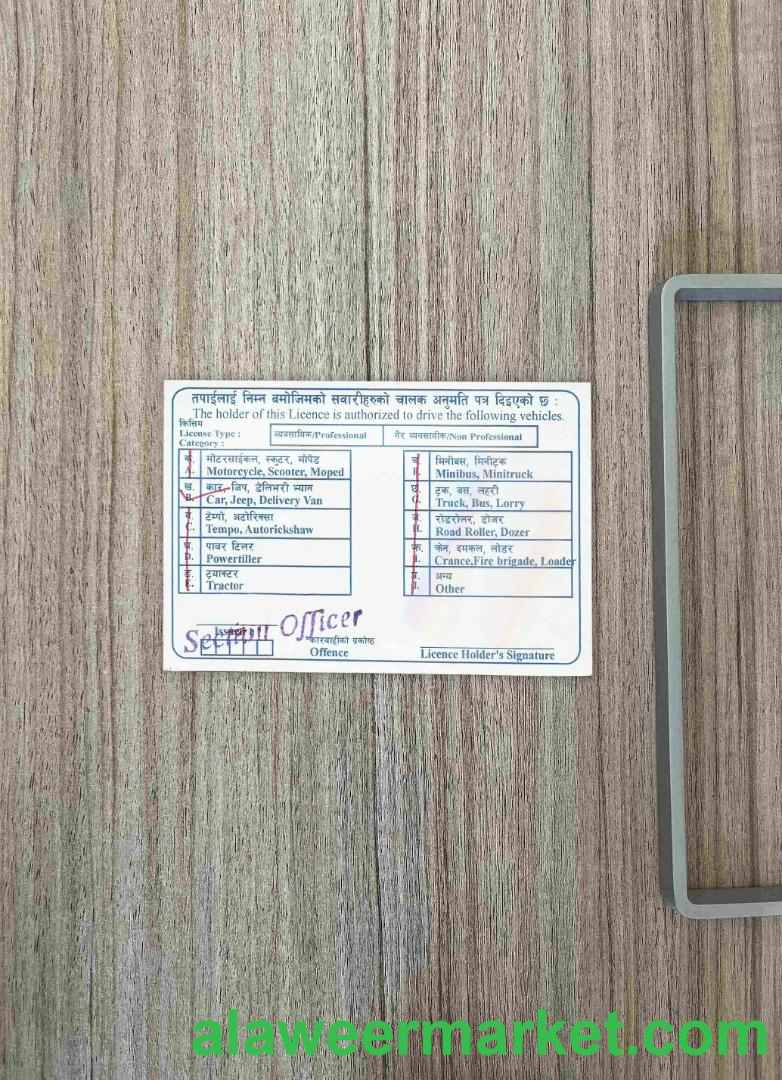 तपाईलाई निम्न बमोजिमको सवारीहरुको चालक अनुमति पत्र दिइएको छ :
The holder of this Licence is authorized to drive the following vehicles.
किसिम
License Type : व्यवसायिक/Professional गैर व्यवसायीक/Non Professional
Category :
क. मोटरसाईकल, स्कुटर, मोपेड
A. Motorcycle, Scooter, Moped
ख. कार, जिप, डेलिभरी भ्यान
B. Car, Jeep, Delivery Van
टेम्पो, अटोरिक्सा
C. Tempo, Autorickshaw
पावर टिलर
D. Powertiller
ट्रयाक्टर
E. Tractor
मिनीबस, मिनीट्रक
Minibus, Minitruck
ट्रक, बस, लहरी
G. Truck, Bus, Lorry
रोडरोलर, डोजर
H. Road Roller, Dozer
क्रेन, दमकल, लोडर
Crance,Fire brigade, Loader
अन्य
Other
Section Officer
कारवाहीको प्रकोष्ठ
Offence
Licence Holder's Signature
alaweermarket.com